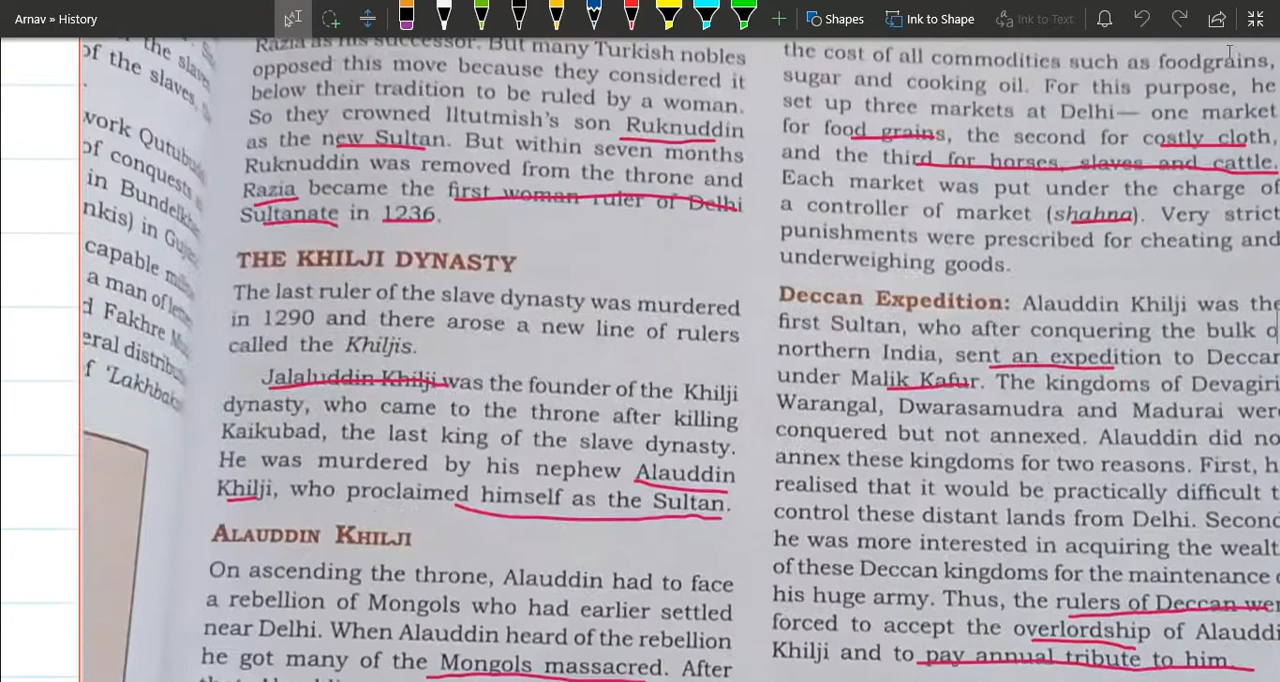 Arnav » History
Shapes
Ink to Shape
Ink to Text
the slave
of the slaves,
work Qutubu
of conquests
in Bundelkha
nkis) in Guj
capable mil
a man of lette
d Fakhre M
eral distribu
f 'Lakhbaks
Razia as his successor. But many Turkish nobles
opposed this move because they considered it
below their tradition to be ruled by a woman.
So they crowned Iltutmish's son Ruknuddin
as the new Sultan. But within seven months
Ruknuddin was removed from the throne and
Razia became the first woman ruler of Delhi
Sultanate in 1236.
THE KHILJI DYNASTY
The last ruler of the slave dynasty was murdered
in 1290 and there arose a new line of rulers
called the Khiljis.
Jalaluddin Khilji was the founder of the Khilji
dynasty, who came to the throne after killing
Kaikubad, the last king of the slave dynasty.
He was murdered by his nephew Alauddin
Khilji, who proclaimed himself as the Sultan.
ALAUDDIN KHILJI
On ascending the throne, Alauddin had to face
a rebellion of Mongols who had earlier settled
near Delhi. When Alauddin heard of the rebellion
he got many of the Mongols massacred. After
the cost of all commodities such as foodgrains,
sugar and cooking oil. For this purpose, he
set up three markets at Delhi— one market
for food grains, the second for costly cloth,
and the third for horses, slaves and cattle.
Each market was put under the charge of
a controller of market (shahna). Very strict
punishments were prescribed for cheating and
underweighing goods.
Deccan Expedition: Alauddin Khilji was the
first Sultan, who after conquering the bulk o
northern India, sent an expedition to Deccan
under Malik Kafur. The kingdoms of Devagiri
Warangal, Dwarasamudra and Madurai were
conquered but not annexed. Alauddin did no
annex these kingdoms for two reasons. First, h
realised that it would be practically difficult t
control these distant lands from Delhi. Second
he was more interested in acquiring the wealt
of these Deccan kingdoms for the maintenance o
his huge army. Thus, the rulers of Deccan wer
forced to accept the overlordship of Alauddi
Khilji and to pay annual tribute to him.